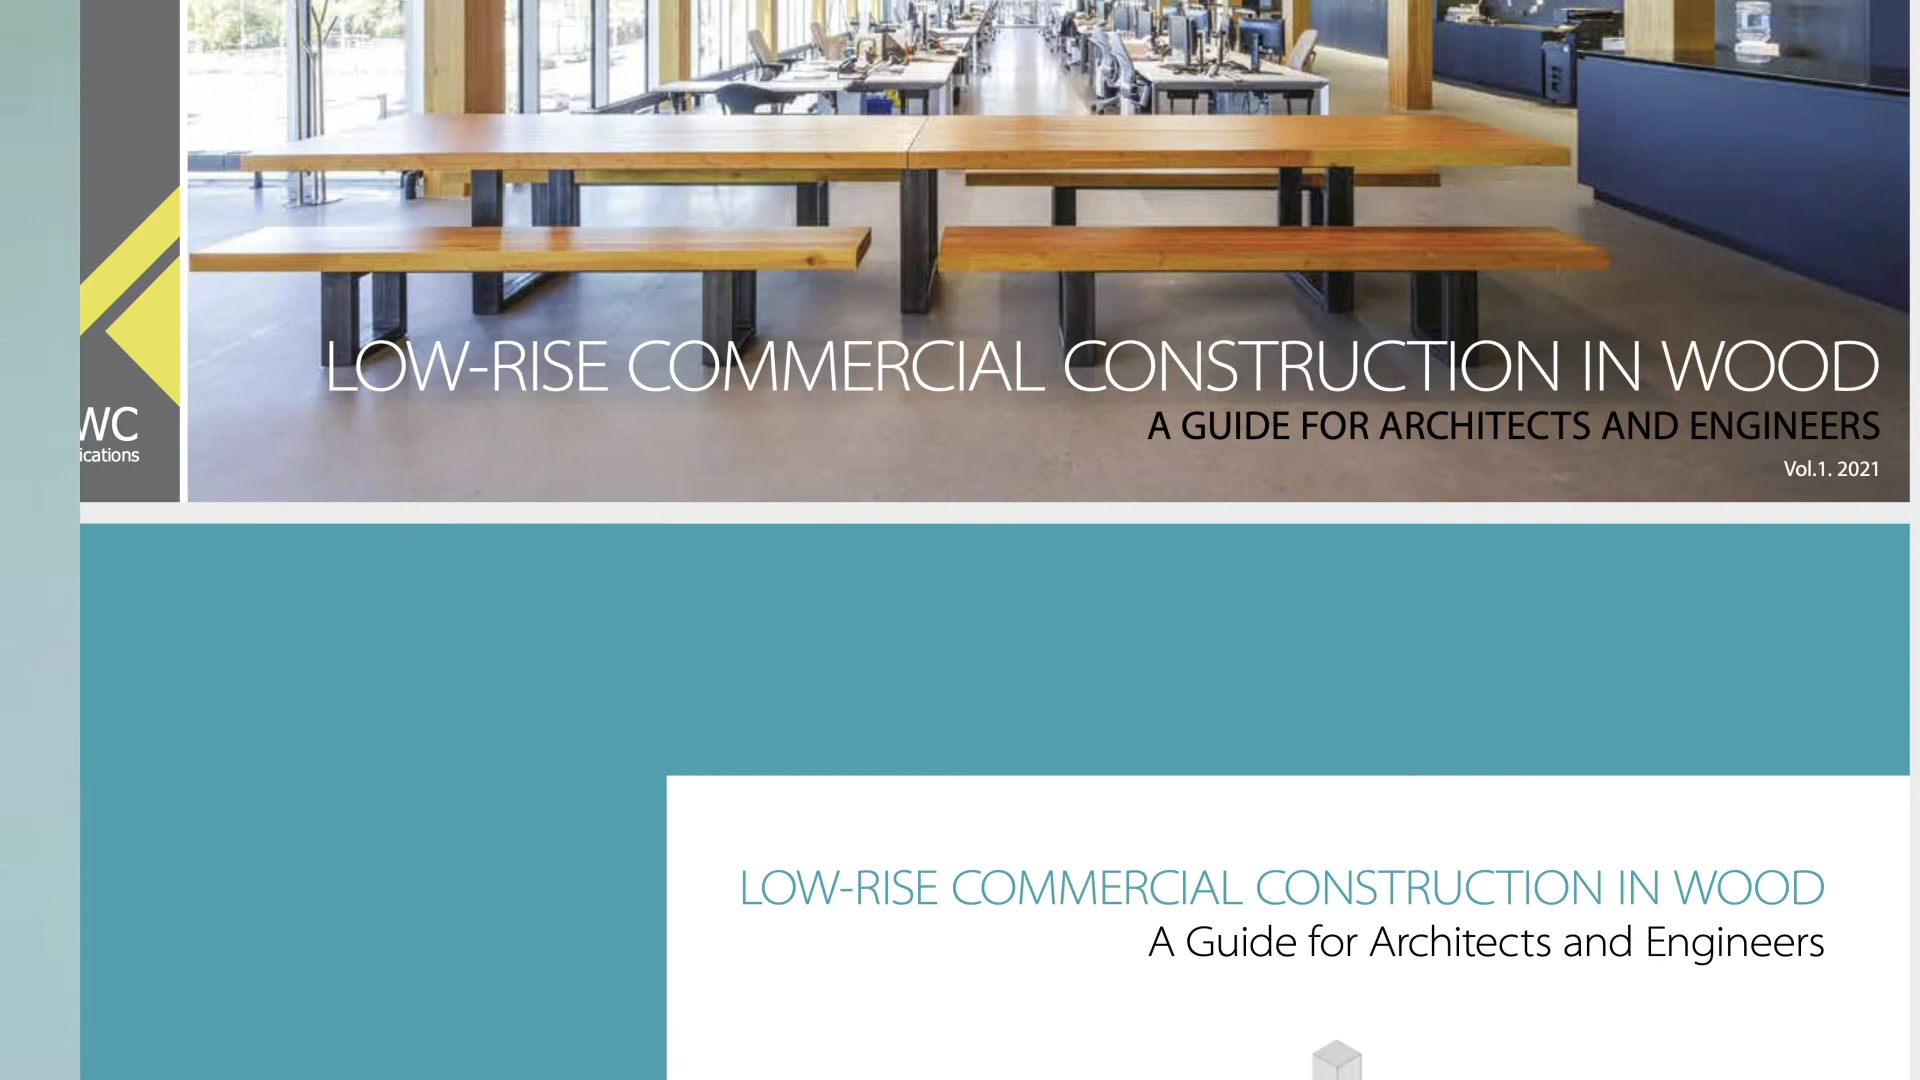 WC
ications
LOW-RISE COMMERCIAL CONSTRUCTION IN WOOD
A GUIDE FOR ARCHITECTS AND ENGINEERS
Vol.1. 2021
LOW-RISE COMMERCIAL CONSTRUCTION IN WOOD
A Guide for Architects and Engineers